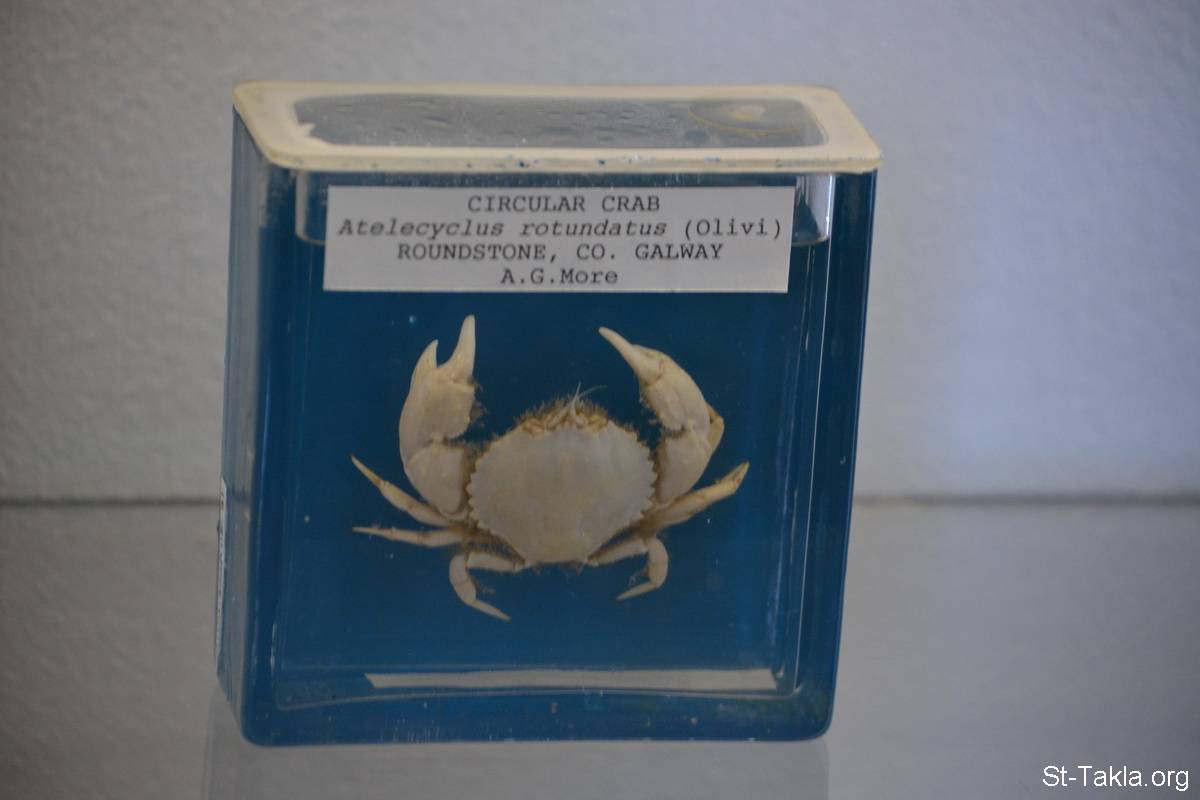 CIRCULAR CRAB
Atelecyclus rotundatus (Olivi)
ROUNDSTONE, CO. GALWAY
A.G.More
St-Takla.org